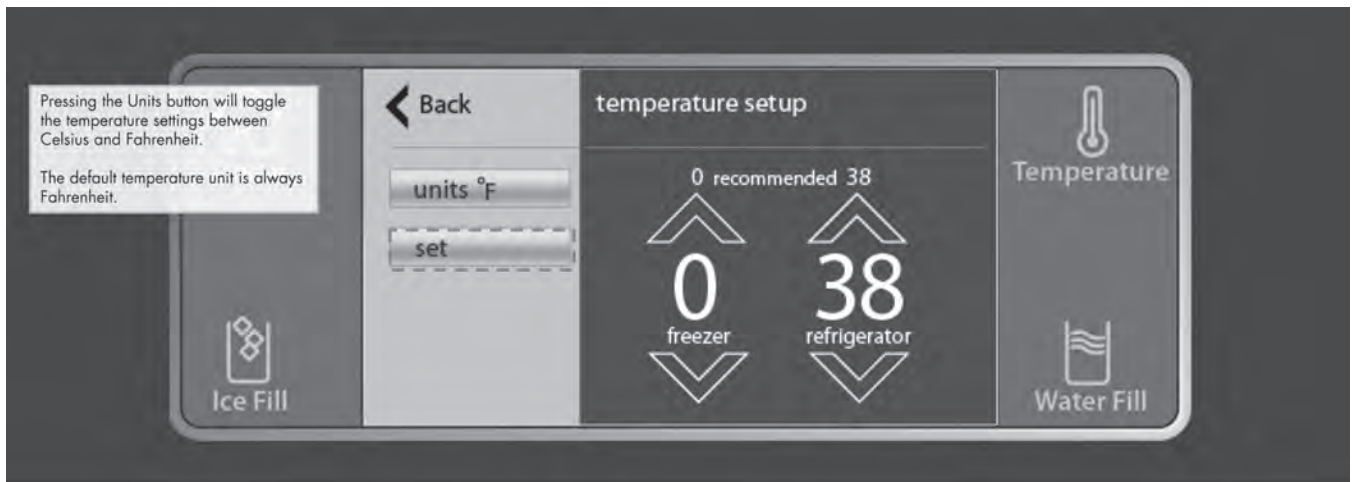 Pressing the Units button will toggle
the temperature settings between
Celsius and Fahrenheit.
The default temperature unit is always
Fahrenheit.
Ice Fill
Back
units °F
set
temperature setup
0 recommended 38
0 38
freezer refrigerator
Temperature
Water Fill